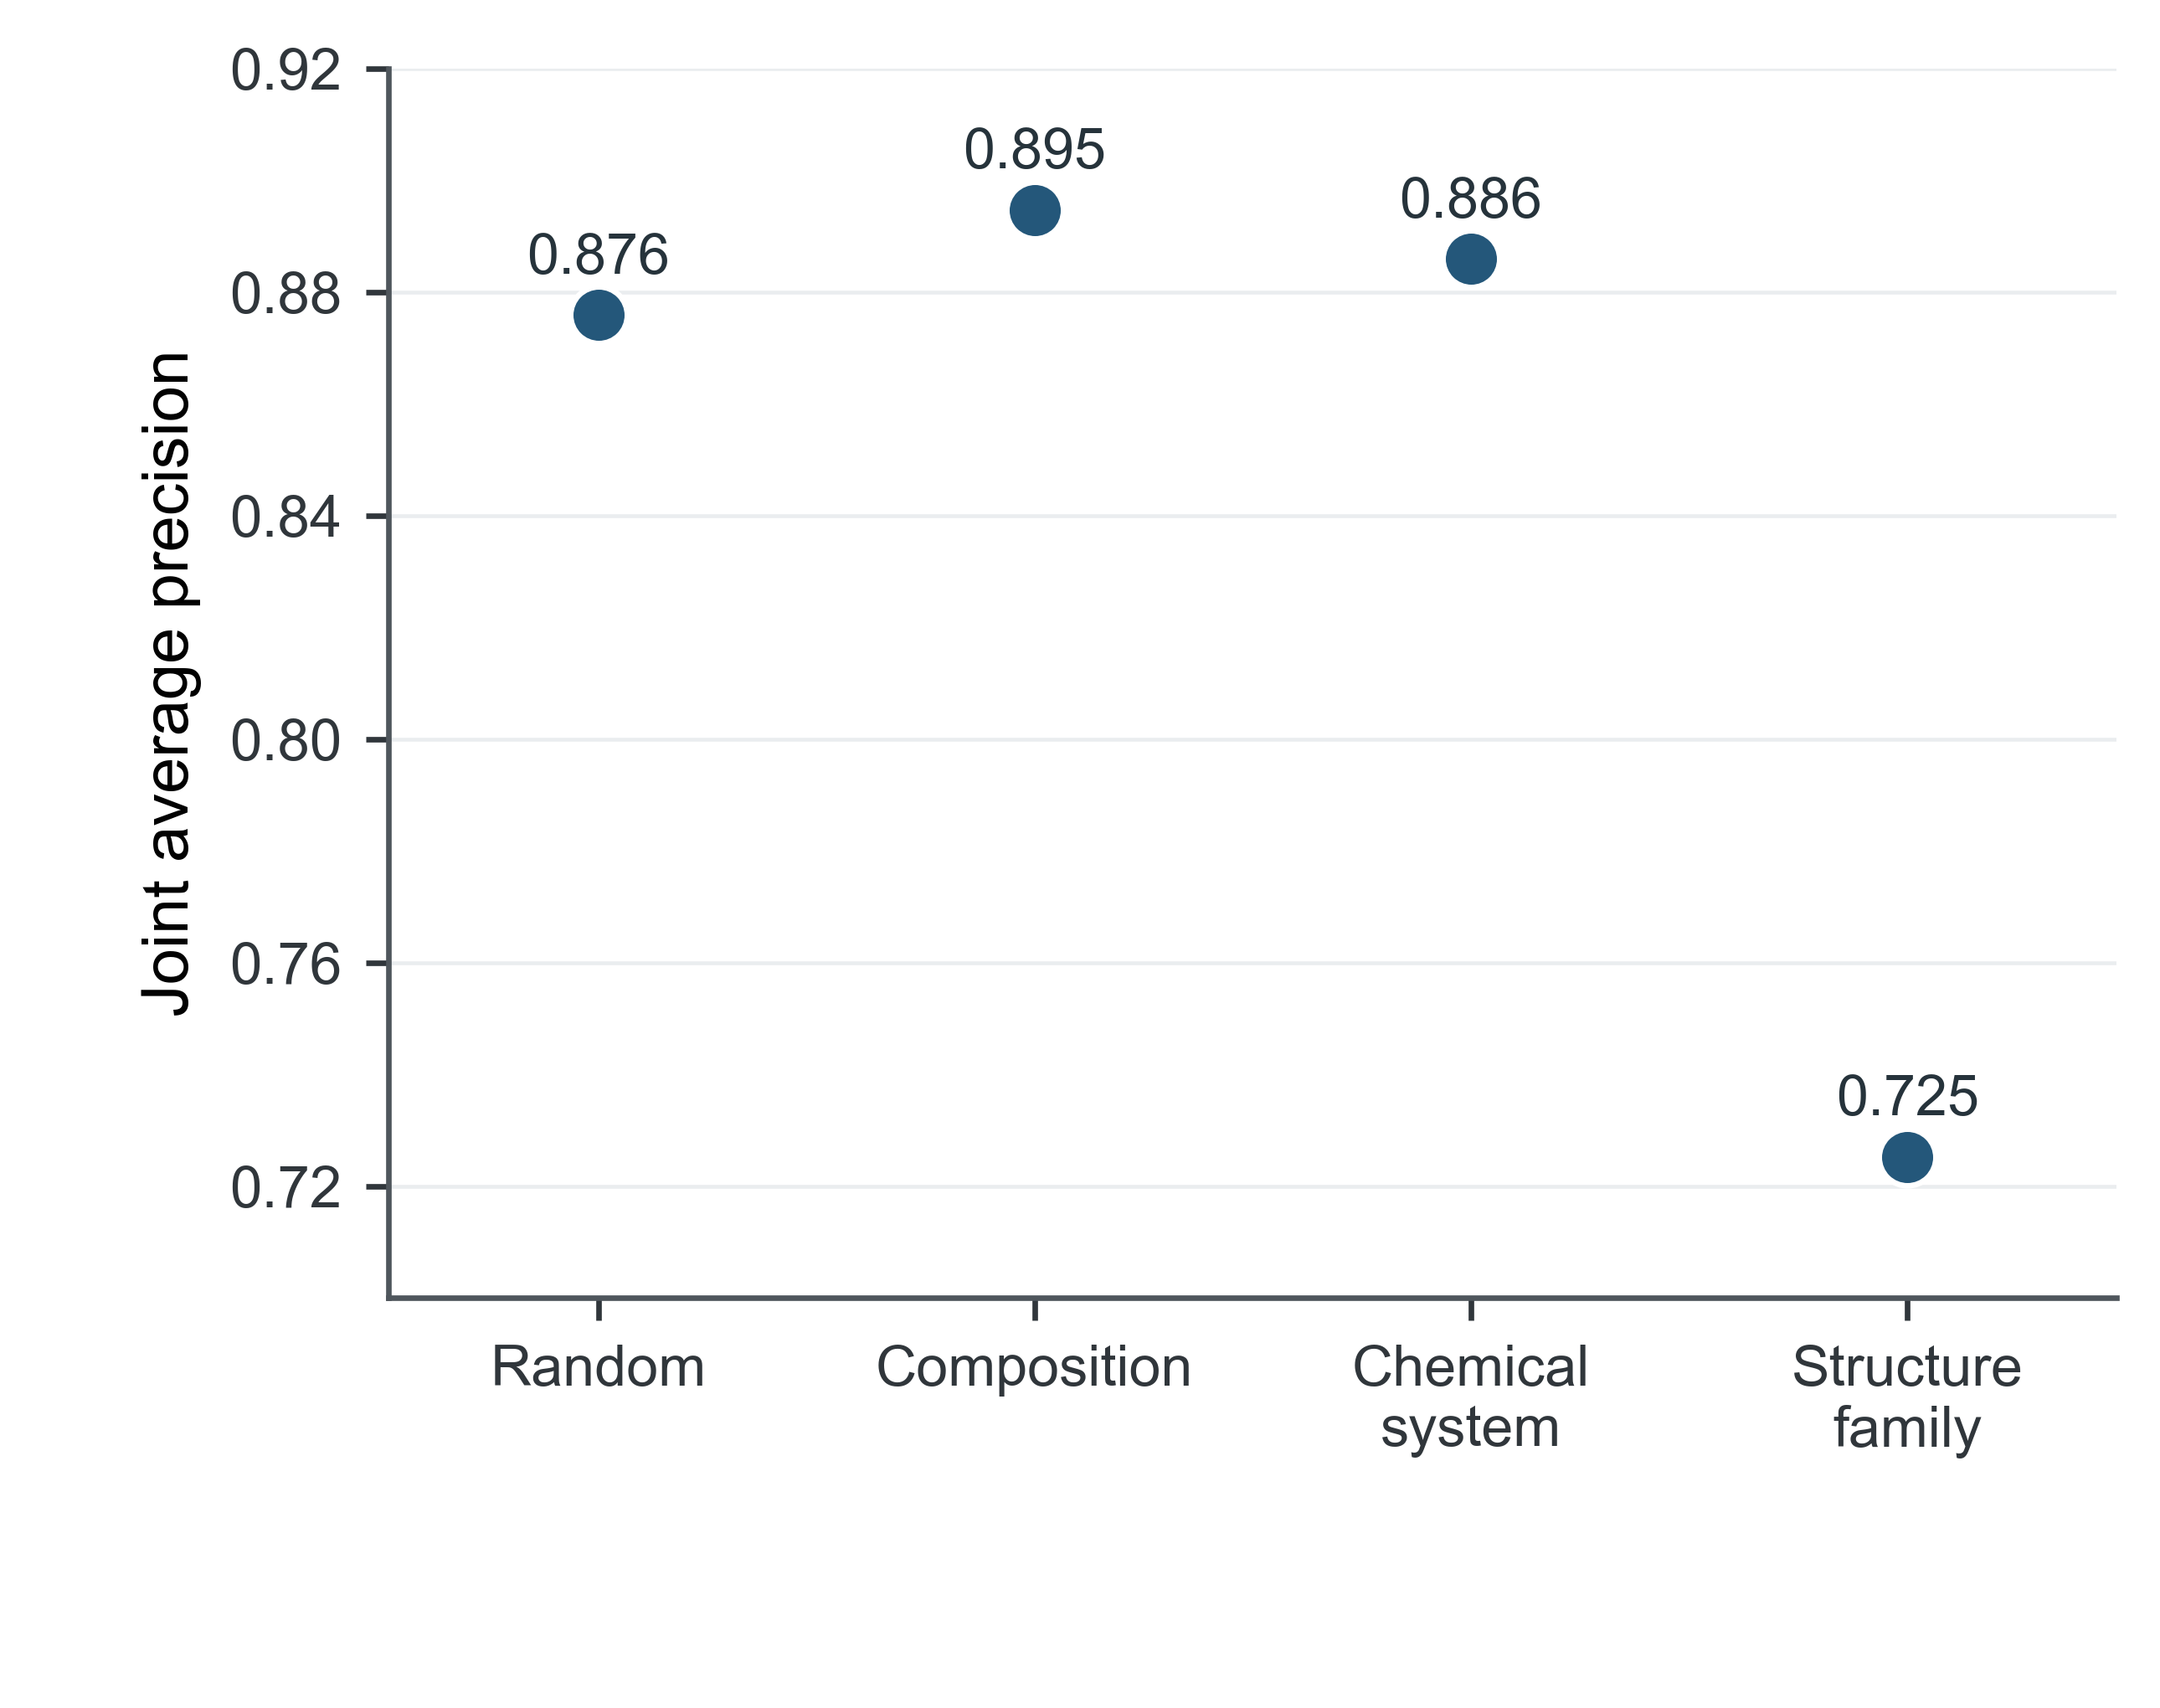 0.92
0.895
0.886
0.876
0.88
0.84
0.80
0.76
0.725
0.72
Joint average precision
Random
Composition
Chemical
system
Structure
family